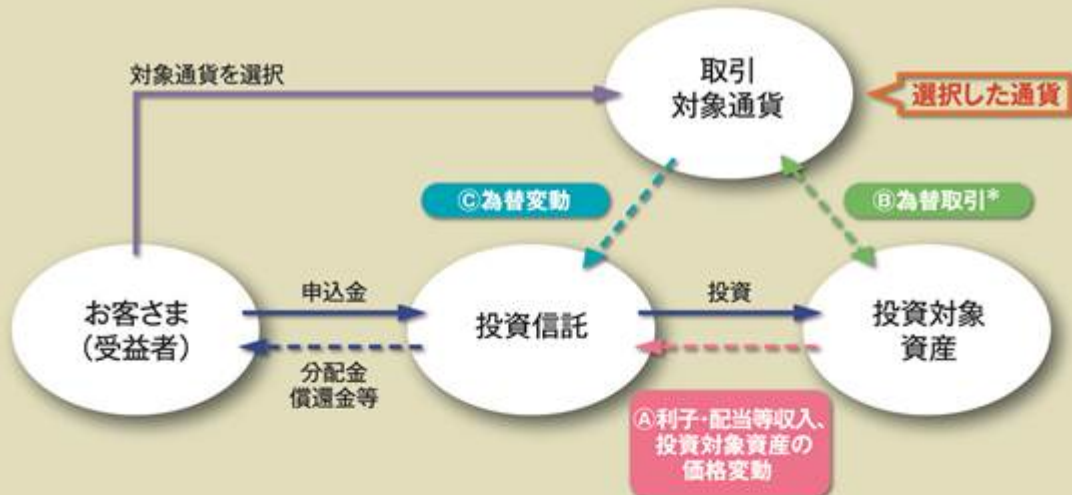 対象通貨を選択
取引
対象通貨
選択した通貨
Ⓒ為替変動
Ⓑ為替取引*
お客さま
(受益者)
申込金
投資信託
投資
投資対象
資産
分配金
償還金等
Ⓐ利子・配当等収入、
投資対象資産の
価格変動